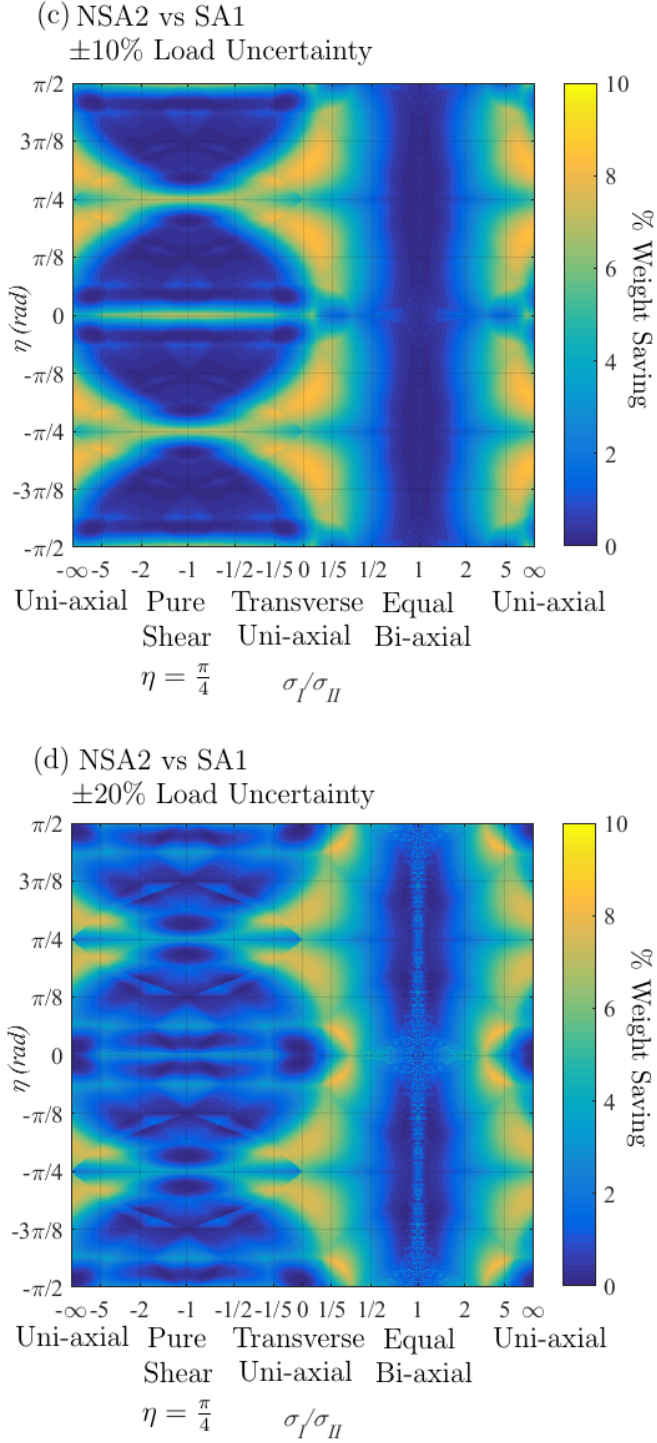 (c) NSA2 vs SA1
±10% Load Uncertainty
π/2
3π/8
π/4
π/8
0
-π/8
-π/4
-3π/8
-π/2
η (rad)
-∞ -5 -2 -1 -1/2 -1/5 0 1/5 1/2 1 2 5 ∞
Uni-axial Pure Transverse Equal Uni-axial
Shear Uni-axial Bi-axial
η = π/4 σI/σII
10
8
6
4
2
0
% Weight Saving
(d) NSA2 vs SA1
±20% Load Uncertainty
π/2
3π/8
π/4
π/8
0
-π/8
-π/4
-3π/8
-π/2
η (rad)
-∞ -5 -2 -1 -1/2 -1/5 0 1/5 1/2 1 2 5 ∞
Uni-axial Pure Transverse Equal Uni-axial
Shear Uni-axial Bi-axial
η = π/4 σI/σII
10
8
6
4
2
0
% Weight Saving